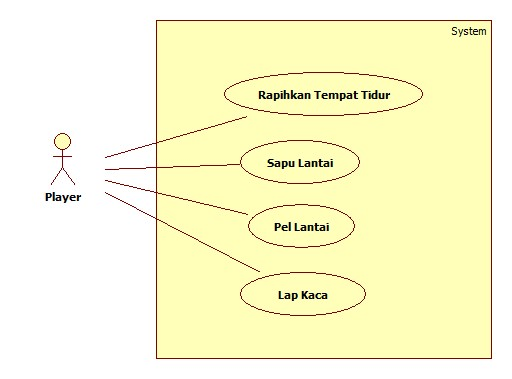 System
Rapihkan Tempat Tidur
Sapu Lantai
Player
Pel Lantai
Lap Kaca